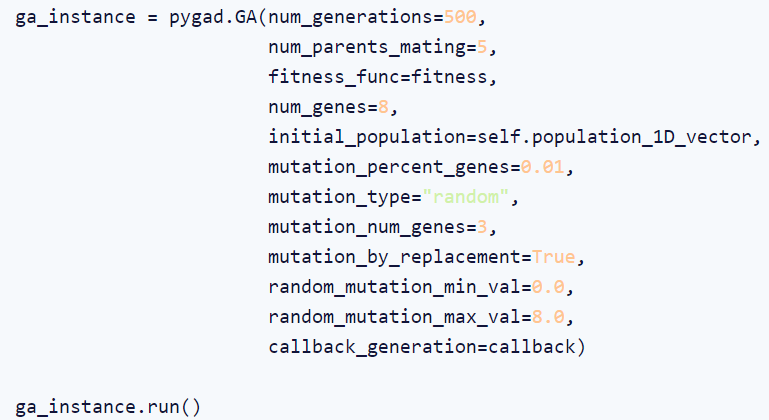 ga_instance = pygad.GA(num_generations=500,
                       num_parents_mating=5,
                       fitness_func=fitness,
                       num_genes=8,
                       initial_population=self.population_1D_vector,
                       mutation_percent_genes=0.01,
                       mutation_type="random",
                       mutation_num_genes=3,
                       mutation_by_replacement=True,
                       random_mutation_min_val=0.0,
                       random_mutation_max_val=8.0,
                       callback_generation=callback)
ga_instance.run()